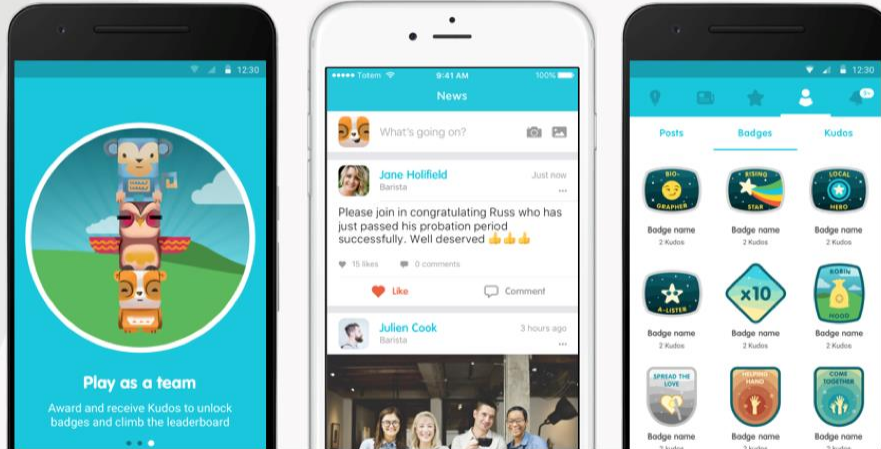 12:30
Play as a team
Award and receive Kudos to unlock
badges and climb the leaderboard
Totem
9:41 AM
100%
News
What's going on?
Jane Holifield
Just now
Barista
Please join in congratulating Russ who has
just passed his probation period
successfully. Well deserved 👍👍👍
15 likes
0 comments
Like
Comment
Julien Cook
3 hours ago
Barista
12:30
9+
Posts
Badges
Kudos
BIO-
GRAPHER
RISING
STAR
LOCAL
HERO
Badge name
Badge name
Badge name
2 Kudos
2 Kudos
2 Kudos
A-LISTER
x10
ROBIN
HOOD
Badge name
Badge name
Badge name
2 Kudos
2 Kudos
2 Kudos
SPREAD THE
LOVE
HELPING
HAND
COME
TOGETHER
Badge name
Badge name
Badge name
2 Kudos
2 Kudos
2 Kudos